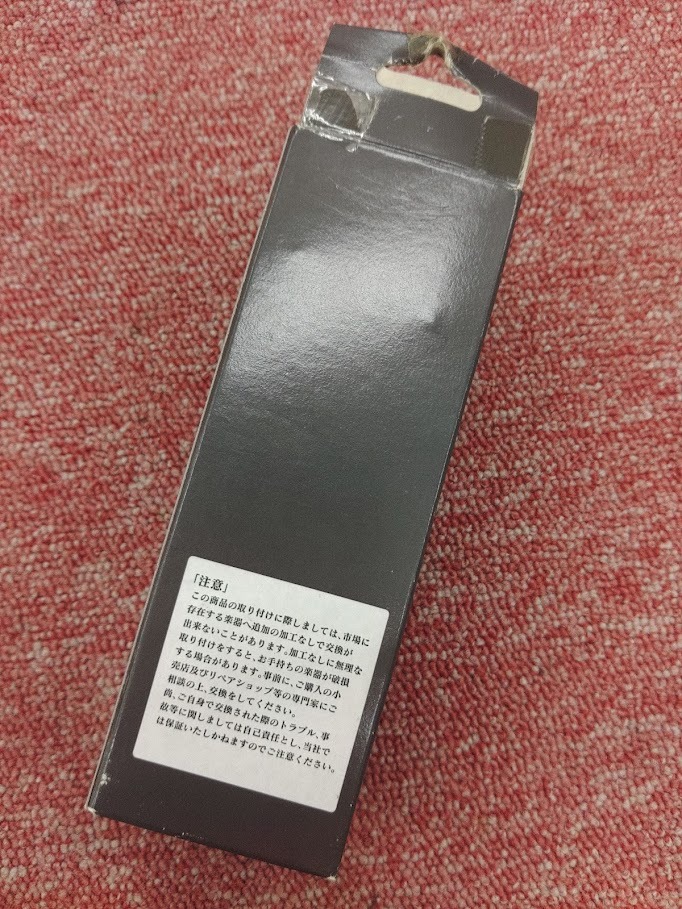 「注意」
この商品の取り付けに際しましては、市場に
存在する楽器へ追加の加工なしで交換が
出来ないことがあります。加工なしに無理な
取り付けをすると、お手持ちの楽器が破損
する場合があります。事前に、ご購入の小
売店及びリペアショップ等の専門家にご
相談の上、交換をしてください。
尚、ご自身で交換された際のトラブル、事
故等に関しましては自己責任とし、当社で
は保証いたしかねますのでご注意ください。